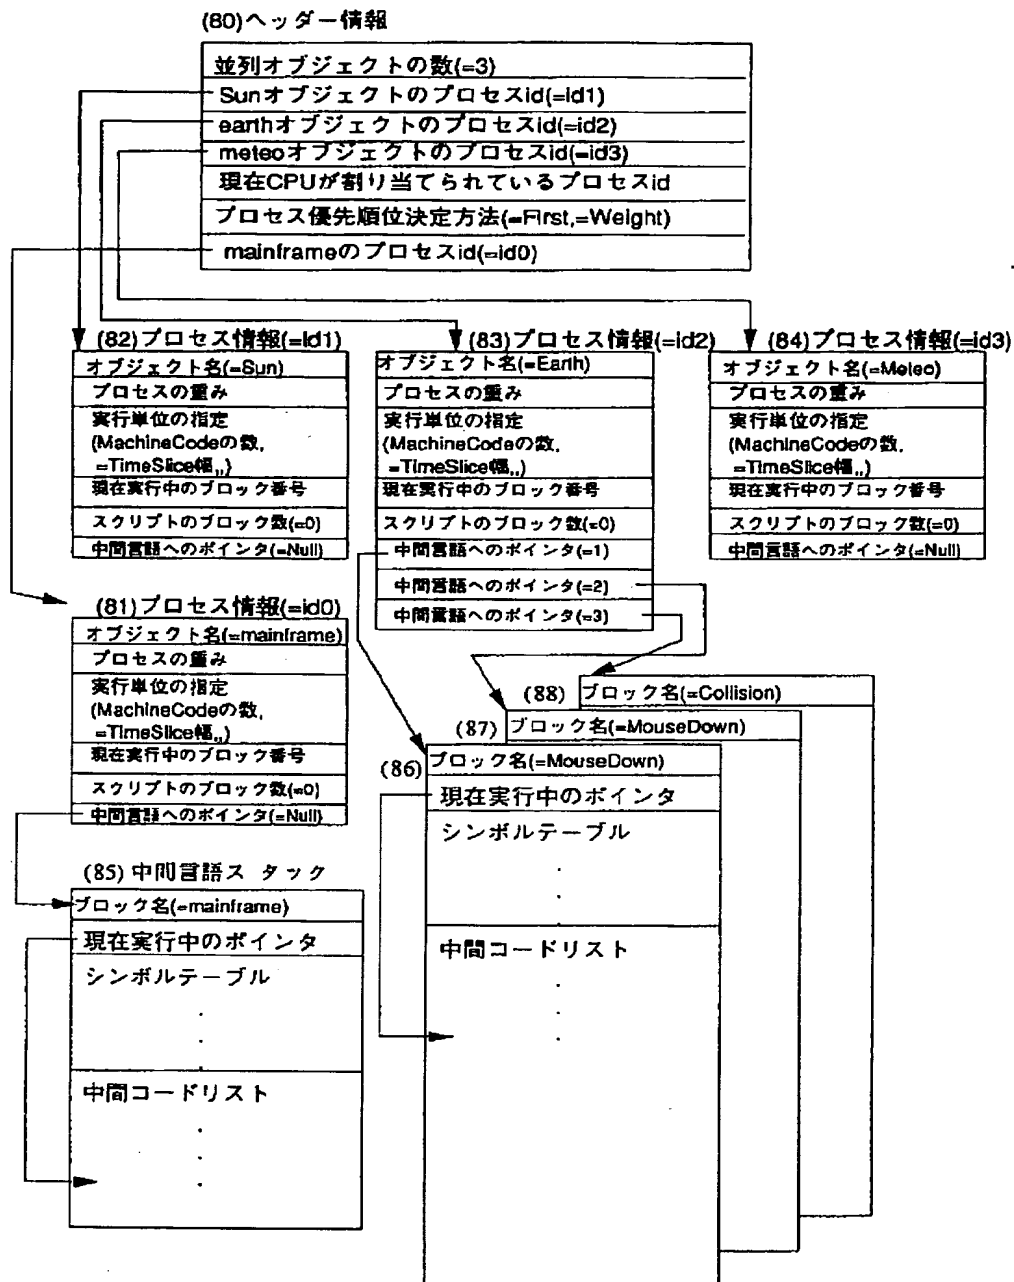 (80)ヘッダー情報
並列オブジェクトの数(=3)
Sunオブジェクトのプロセスid(=id1)
earthオブジェクトのプロセスid(=id2)
meteoオブジェクトのプロセスid(=id3)
現在CPUが割り当てられているプロセスid
プロセス優先順位決定方法(=First,=Weight)
mainframeのプロセスid(=id0)
(82)プロセス情報(=id1)
オブジェクト名(=Sun)
プロセスの重み
実行単位の指定
(MachineCodeの数,
=TimeSlice幅,,)
現在実行中のブロック番号
スクリプトのブロック数(=0)
中間言語へのポインタ(=Null)
(83)プロセス情報(=id2)
オブジェクト名(=Earth)
プロセスの重み
実行単位の指定
(MachineCodeの数,
=TimeSlice幅,,)
現在実行中のブロック番号
スクリプトのブロック数(=0)
中間言語へのポインタ(=1)
中間言語へのポインタ(=2)
中間言語へのポインタ(=3)
(84)プロセス情報(=id3)
オブジェクト名(=Meteo)
プロセスの重み
実行単位の指定
(MachineCodeの数,
=TimeSlice幅,,)
現在実行中のブロック番号
スクリプトのブロック数(=0)
中間言語へのポインタ(=Null)
(81)プロセス情報(=id0)
オブジェクト名(=mainframe)
プロセスの重み
実行単位の指定
(MachineCodeの数,
=TimeSlice幅,,)
現在実行中のブロック番号
スクリプトのブロック数(=0)
中間言語へのポインタ(=Null)
(88) ブロック名(=Collision)
(87) ブロック名(=MouseDown)
(86) ブロック名(=MouseDown)
現在実行中のポインタ
シンボルテーブル
中間コードリスト
(85)中間言語スタック
ブロック名(=mainframe)
現在実行中のポインタ
シンボルテーブル
中間コードリスト